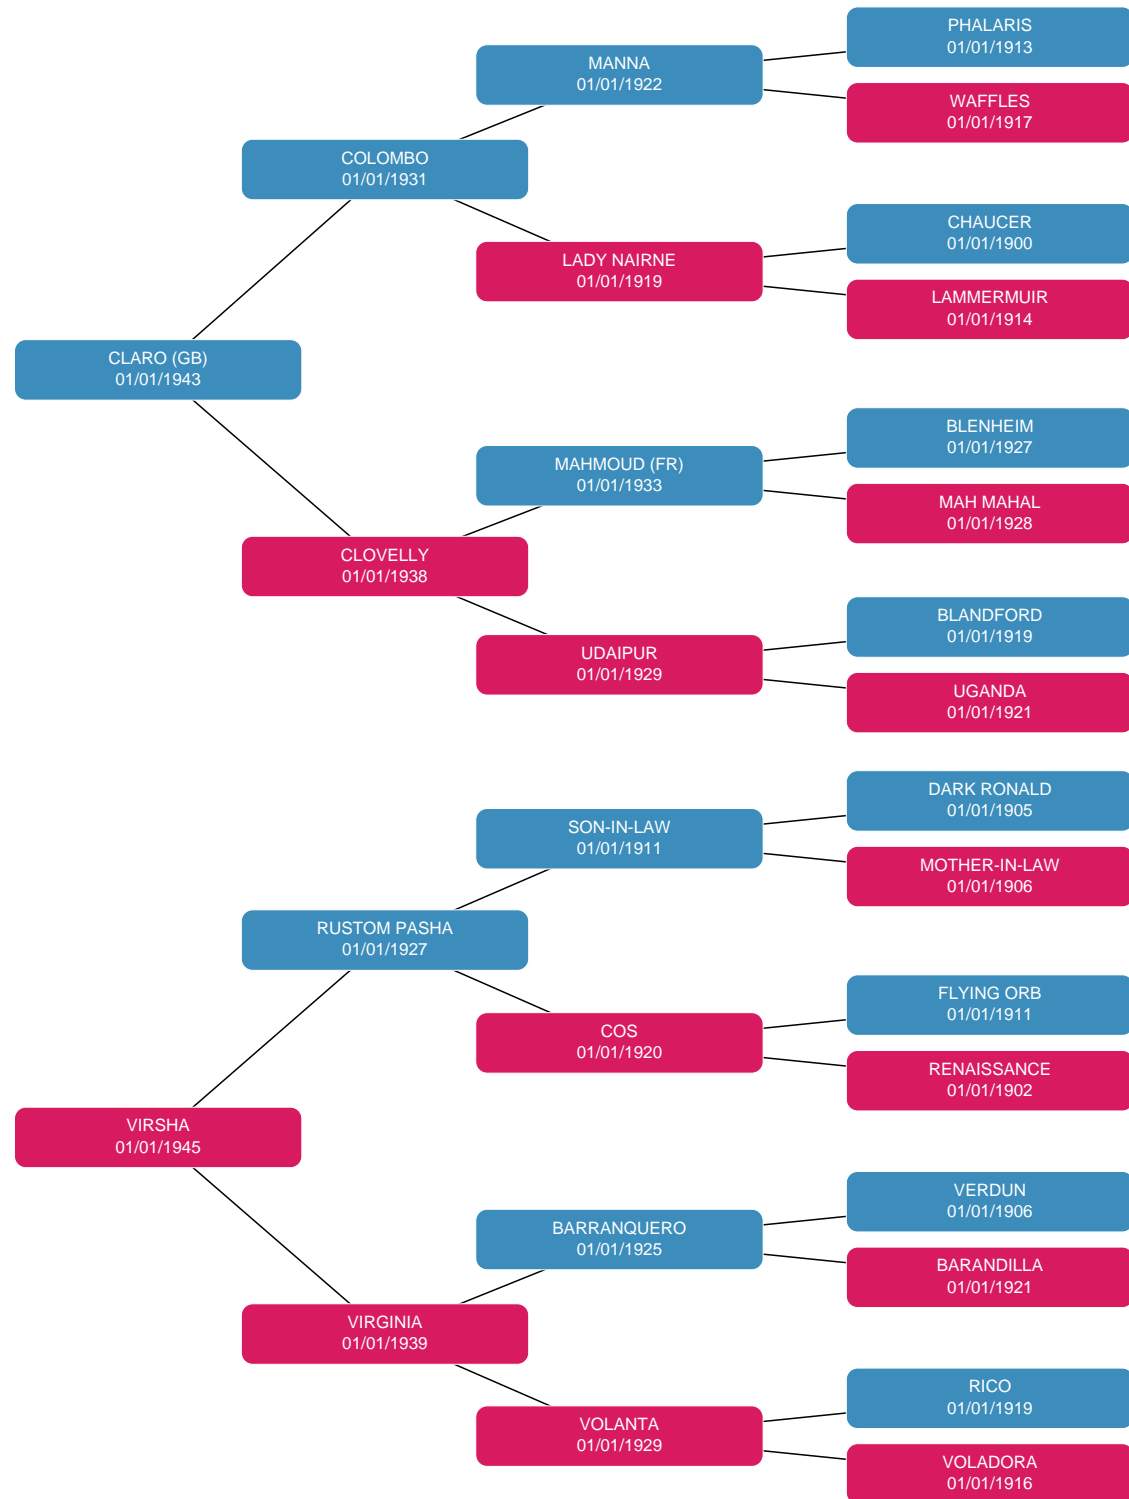 PHALARIS
01/01/1913
MANNA
01/01/1922
WAFFLES
01/01/1917
COLOMBO
01/01/1931
CHAUCER
01/01/1900
LADY NAIRNE
01/01/1919
LAMMERMUIR
01/01/1914
CLARO (GB)
01/01/1943
BLENHEIM
01/01/1927
MAHMOUD (FR)
01/01/1933
MAH MAHAL
01/01/1928
CLOVELLY
01/01/1938
BLANDFORD
01/01/1919
UDAIPUR
01/01/1929
UGANDA
01/01/1921
DARK RONALD
01/01/1905
SON-IN-LAW
01/01/1911
MOTHER-IN-LAW
01/01/1906
RUSTOM PASHA
01/01/1927
FLYING ORB
01/01/1911
COS
01/01/1920
RENAISSANCE
01/01/1902
VIRSHA
01/01/1945
VERDUN
01/01/1906
BARRANQUERO
01/01/1925
BARANDILLA
01/01/1921
VIRGINIA
01/01/1939
RICO
01/01/1919
VOLANTA
01/01/1929
VOLADORA
01/01/1916